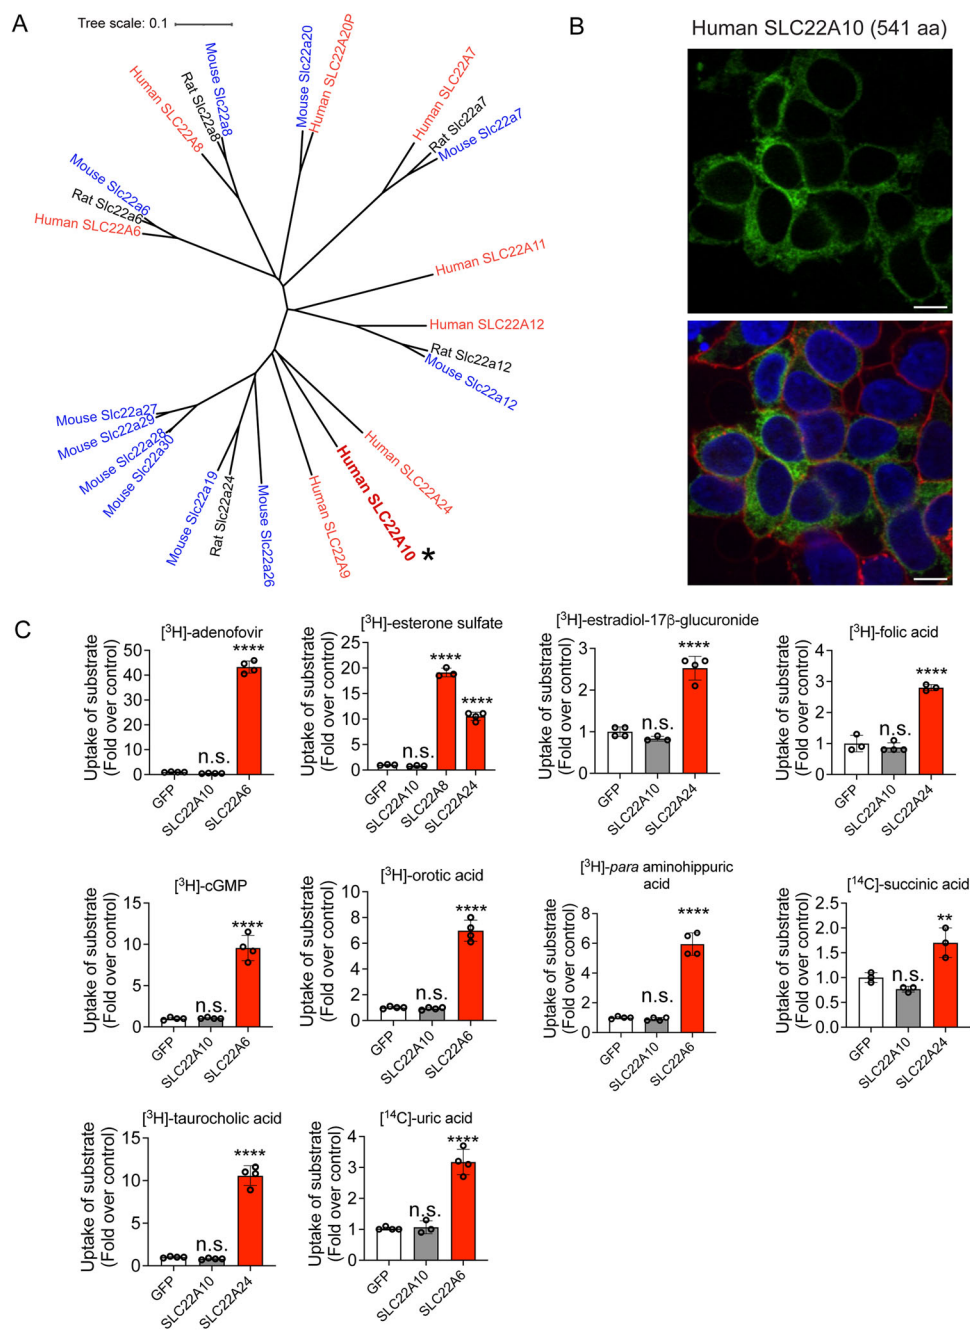 A
Tree scale: 0.1
Mouse Slc22a20
Human SLC22A20P
Mouse Slc22a8
Rat Slc22a8
Human SLC22A8
Human SLC22A7
Rat Slc22a7
Mouse Slc22a7
Mouse Slc22a6
Rat Slc22a6
Human SLC22A6
Human SLC22A11
Human SLC22A12
Rat Slc22a12
Mouse Slc22a12
Mouse Slc22a27
Mouse Slc22a29
Mouse Slc22a28
Mouse Slc22a30
Mouse Slc22a19
Rat Slc22a24
Mouse Slc22a26
Human SLC22A9
Human SLC22A10
*
Human SLC22A24
B
Human SLC22A10 (541 aa)
C
[³H]-adenofovir
Uptake of substrate
(Fold over control)
50
40
30
20
10
0
n.s.
****
GFP
SLC22A10
SLC22A6
[³H]-esterone sulfate
Uptake of substrate
(Fold over control)
25
20
15
10
5
0
n.s.
****
****
GFP
SLC22A10
SLC22A8
SLC22A24
[³H]-estradiol-17β-glucuronide
Uptake of substrate
(Fold over control)
3
2
1
0
n.s.
****
GFP
SLC22A10
SLC22A24
[³H]-folic acid
Uptake of substrate
(Fold over control)
4
3
2
1
0
n.s.
****
GFP
SLC22A10
SLC22A24
[³H]-cGMP
Uptake of substrate
(Fold over control)
15
10
5
0
n.s.
****
GFP
SLC22A10
SLC22A6
[³H]-orotic acid
Uptake of substrate
(Fold over control)
8
6
4
2
0
n.s.
****
GFP
SLC22A10
SLC22A6
[³H]-para aminohippuric
acid
Uptake of substrate
(Fold over control)
8
6
4
2
0
n.s.
****
GFP
SLC22A10
SLC22A6
[¹⁴C]-succinic acid
Uptake of substrate
(Fold over control)
2.5
2.0
1.5
1.0
0.5
0.0
n.s.
**
GFP
SLC22A10
SLC22A24
[³H]-taurocholic acid
Uptake of substrate
(Fold over control)
15
10
5
0
n.s.
****
GFP
SLC22A10
SLC22A24
[¹⁴C]-uric acid
Uptake of substrate
(Fold over control)
4
3
2
1
0
n.s.
****
GFP
SLC22A10
SLC22A6